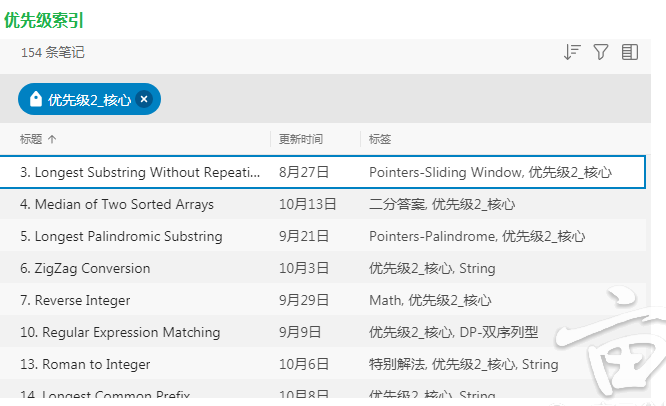 优先级索引
154 条笔记
优先级2_核心 ×
标题 ↑ 更新时间 标签
3. Longest Substring Without Repeati... 8月27日 Pointers-Sliding Window, 优先级2_核心
4. Median of Two Sorted Arrays 10月13日 二分答案, 优先级2_核心
5. Longest Palindromic Substring 9月21日 Pointers-Palindrome, 优先级2_核心
6. ZigZag Conversion 10月3日 优先级2_核心, String
7. Reverse Integer 9月29日 Math, 优先级2_核心
10. Regular Expression Matching 9月9日 优先级2_核心, DP-双序列型
13. Roman to Integer 10月6日 特别解法, 优先级2_核心, String
14. Longest Common Prefix 10月8日 优先级2_核心, String